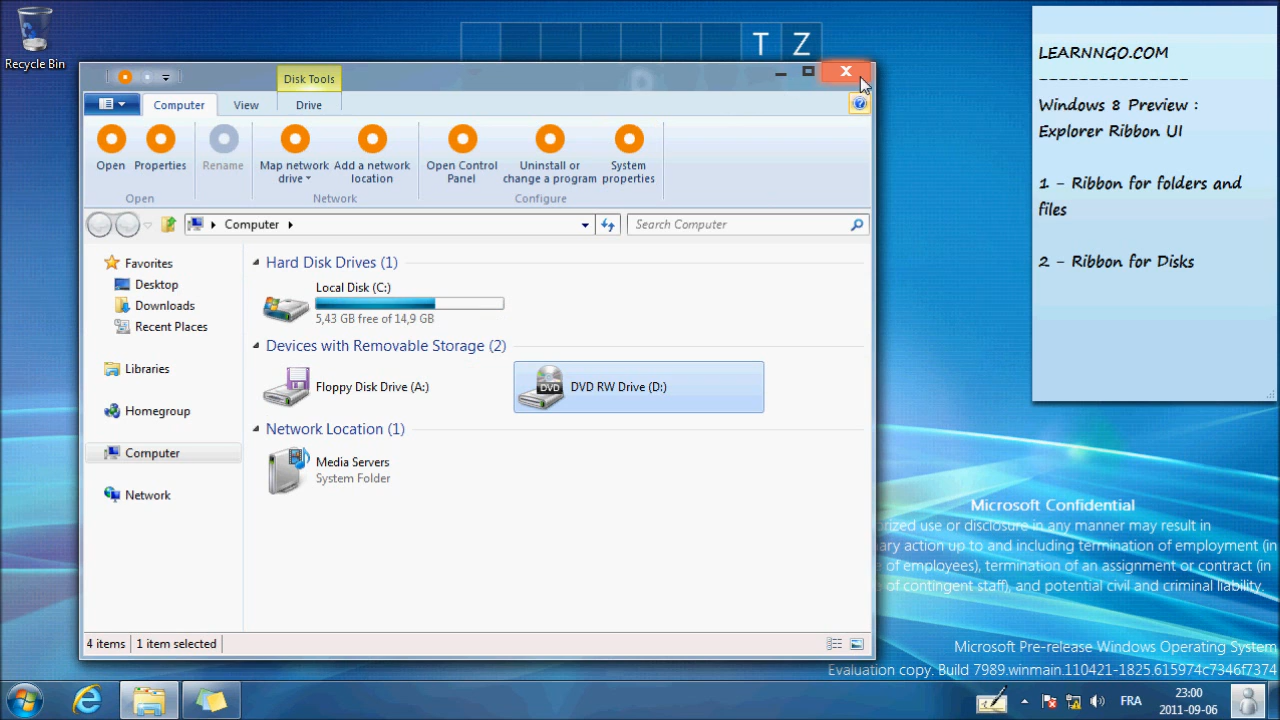 Recycle Bin
T Z
Disk Tools
Computer View Drive
Open Properties Rename Map network drive Add a network location Open Control Panel Uninstall or change a program System properties
Open Network Configure
Computer
Search Computer
Favorites
Desktop
Downloads
Recent Places
Libraries
Homegroup
Computer
Network
Hard Disk Drives (1)
Local Disk (C:)
5,43 GB free of 14,9 GB
Devices with Removable Storage (2)
Floppy Disk Drive (A:)
DVD
DVD RW Drive (D:)
Network Location (1)
Media Servers
System Folder
4 items 1 item selected
LEARNNGO.COM
---------------
Windows 8 Preview :
Explorer Ribbon UI
1 - Ribbon for folders and
files
2 - Ribbon for Disks
Microsoft Confidential
use or disclosure in any manner may result in
action up to and including termination of employment (in
of employees), termination of an assignment or contract (in
of contingent staff), and potential civil and criminal liability.
Microsoft Pre-release Windows Operating System
Evaluation copy. Build 7989.winmain.110421-1825.615974c7346f7374
FRA
23:00
2011-09-06